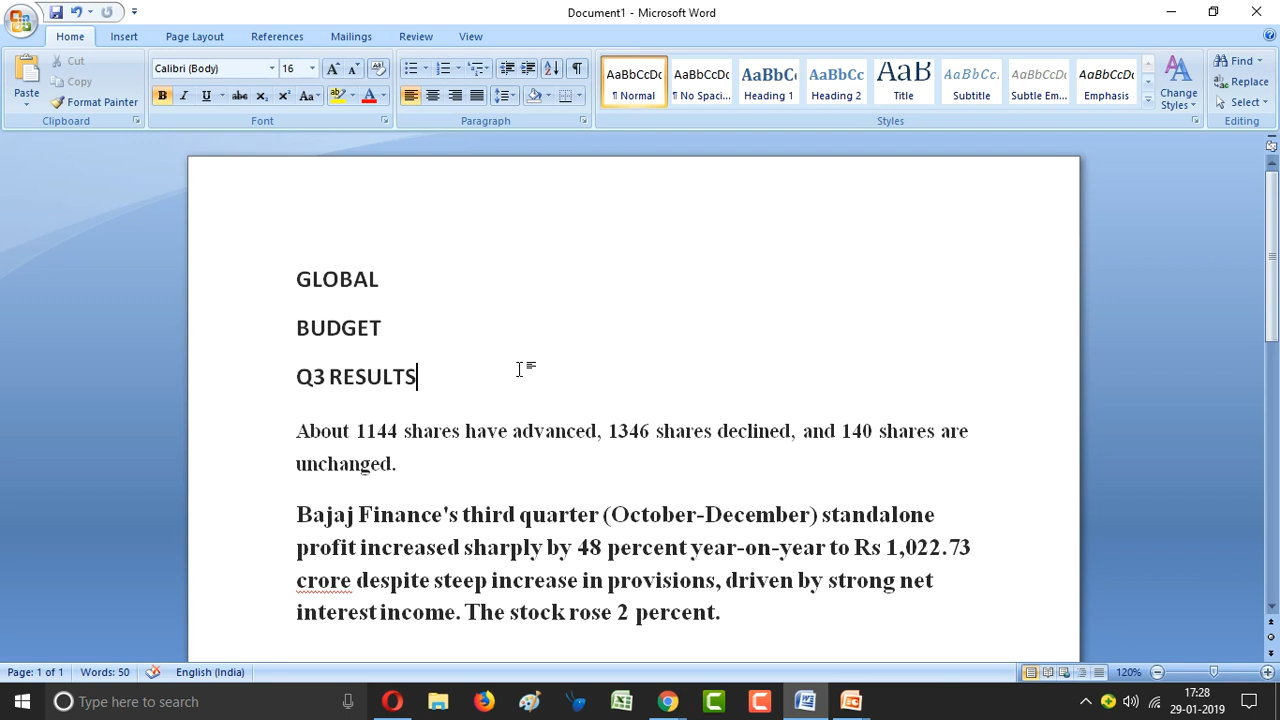 Document1 - Microsoft Word
Home Insert Page Layout References Mailings Review View
Paste
Cut
Copy
Format Painter
Clipboard
Calibri (Body) 16
B I U abc x₂ x² Aa
Font
Paragraph
AaBbCcDc AaBbCcDc AaBbCc AaBbCc AaB AaBbCc. AaBbCcDc AaBbCcDc
¶ Normal ¶ No Spaci... Heading 1 Heading 2 Title Subtitle Subtle Em... Emphasis
Change
Styles
Styles
Find
Replace
Select
Editing
GLOBAL
BUDGET
Q3 RESULTS
About 1144 shares have advanced, 1346 shares declined, and 140 shares are
unchanged.
Bajaj Finance's third quarter (October-December) standalone
profit increased sharply by 48 percent year-on-year to Rs 1,022.73
crore despite steep increase in provisions, driven by strong net
interest income. The stock rose 2 percent.
Page: 1 of 1 Words: 50 English (India) 120%
Type here to search
17:28
29-01-2019